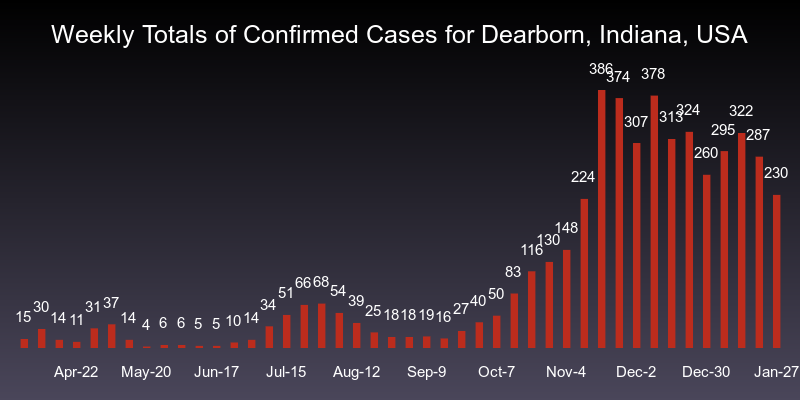 Weekly Totals of Confirmed Cases for Dearborn, Indiana, USA
15 30 14 11 31 37 14 4 6 6 5 5 10 14 34 51 66 68 54 39 25 18 18 19 16 27 40 50 83 116 130 148 224 386 374 307 378 313 324 260 295 322 287 230
Apr-22 May-20 Jun-17 Jul-15 Aug-12 Sep-9 Oct-7 Nov-4 Dec-2 Dec-30 Jan-27